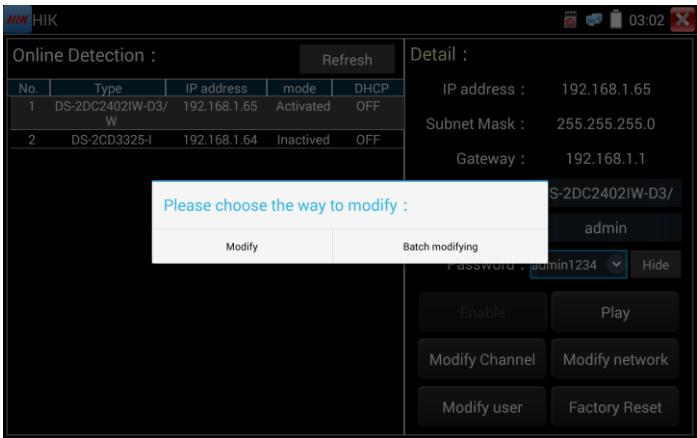 HIK HIK 03:02
Online Detection :
Refresh
No. Type IP address mode DHCP
1 DS-2DC2402IW-D3/W 192.168.1.65 Activated OFF
2 DS-2CD3325-I 192.168.1.64 Inactived OFF
Detail :
IP address : 192.168.1.65
Subnet Mask : 255.255.255.0
Gateway : 192.168.1.1
S-2DC2402IW-D3/
admin
Password : admin1234 Hide
Please choose the way to modify :
Modify Batch modifying
Enable Play
Modify Channel Modify network
Modify user Factory Reset